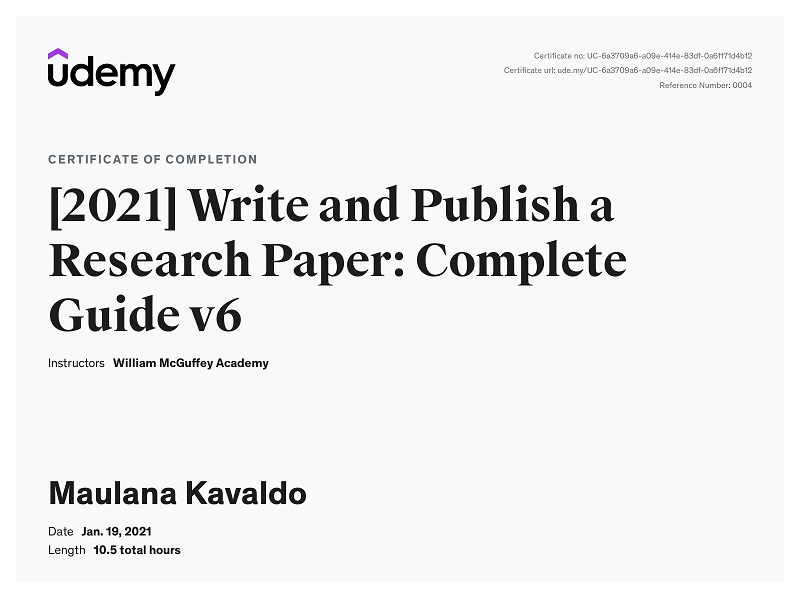 udemy
Certificate no: UC-6a3709a6-a09e-414e-83df-0a6f171d4b12
Certificate url: ude.my/UC-6a3709a6-a09e-414e-83df-0a6f171d4b12
Reference Number: 0004
CERTIFICATE OF COMPLETION
[2021] Write and Publish a
Research Paper: Complete
Guide v6
Instructors William McGuffey Academy
Maulana Kavaldo
Date Jan. 19, 2021
Length 10.5 total hours